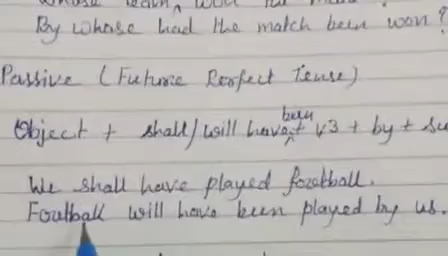 By whose had the match been won?
Passive (Future Perfect Tense)
Object + shall/will have been + v3 + by + su
We shall have played football.
Foutball will have been played by us.